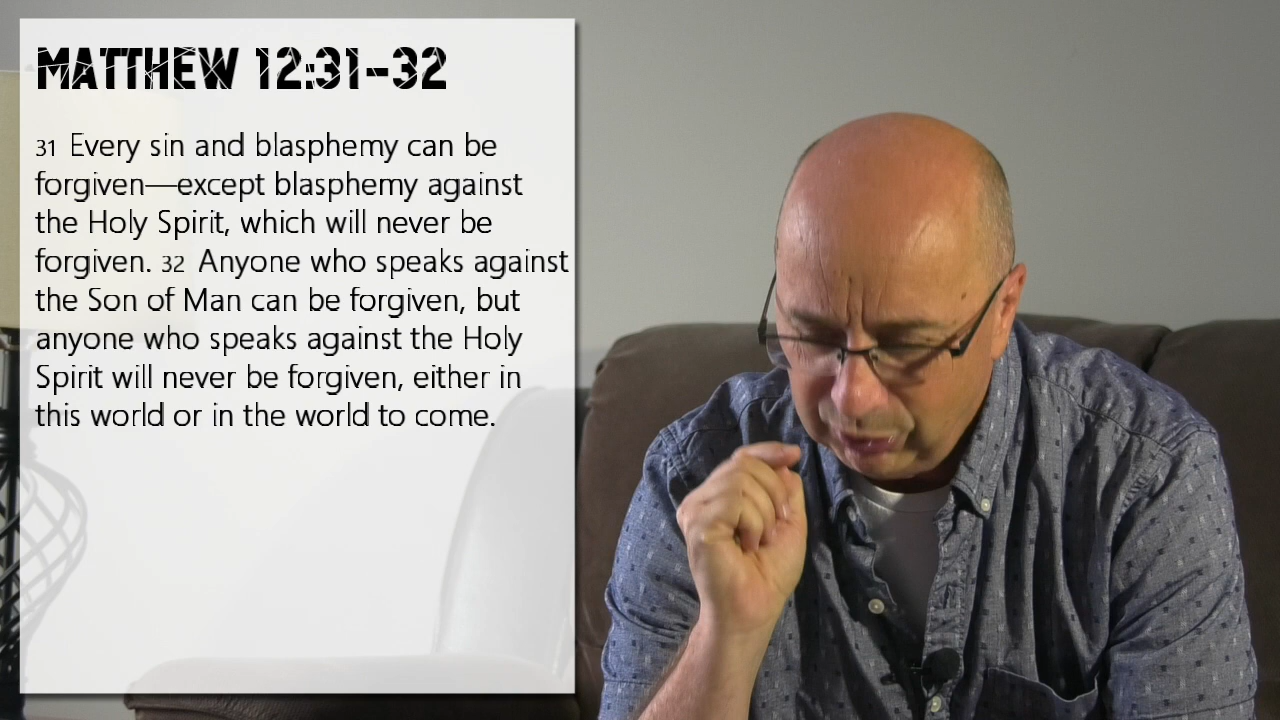 MATTHEW 12:31-32
31 Every sin and blasphemy can be
forgiven—except blasphemy against
the Holy Spirit, which will never be
forgiven. 32 Anyone who speaks against
the Son of Man can be forgiven, but
anyone who speaks against the Holy
Spirit will never be forgiven, either in
this world or in the world to come.